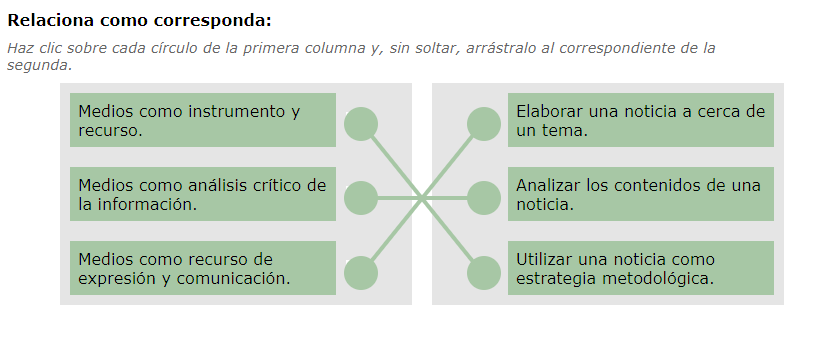 Relaciona como corresponda:
Haz clic sobre cada círculo de la primera columna y, sin soltar, arrástralo al correspondiente de la
segunda.
Medios como instrumento y
recurso.
Elaborar una noticia a cerca de
un tema.
Medios como análisis crítico de
la información.
Analizar los contenidos de una
noticia.
Medios como recurso de
expresión y comunicación.
Utilizar una noticia como
estrategia metodológica.